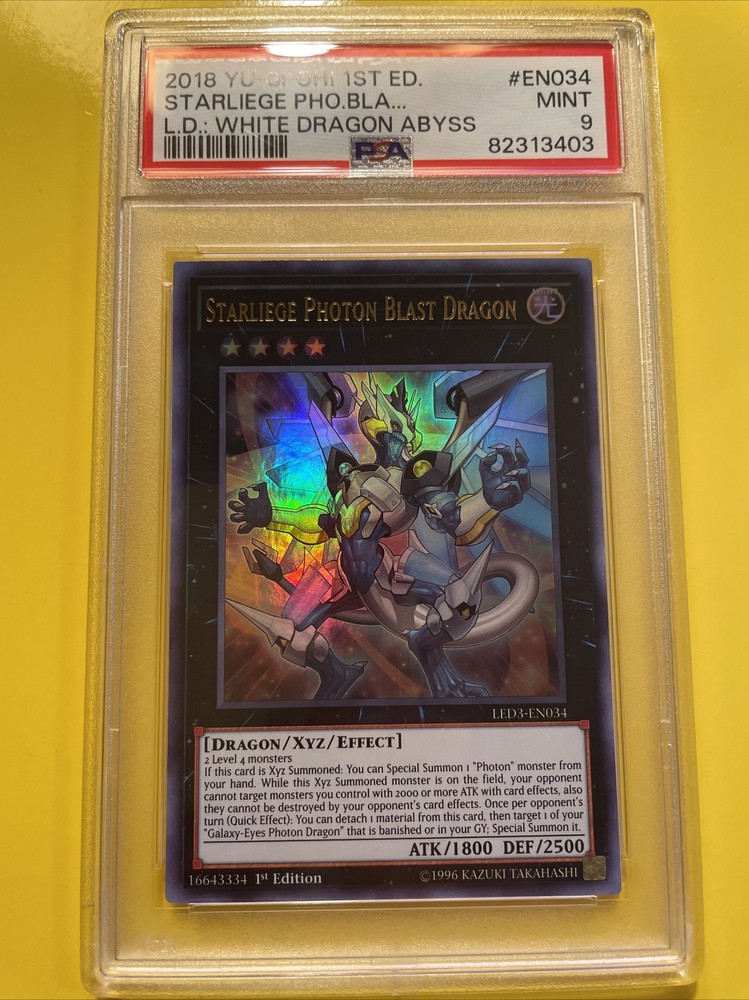 2018 YU-GI-OH! 1ST ED. #EN034
STARLIEGE PHO.BLA... MINT
L.D.: WHITE DRAGON ABYSS 9
PSA 82313403
STARLIEGE PHOTON BLAST DRAGON
LIGHT
光
LED3-EN034
[DRAGON/XYZ/EFFECT]
2 Level 4 monsters
If this card is Xyz Summoned: You can Special Summon 1 "Photon" monster from
your hand. While this Xyz Summoned monster is on the field, your opponent
cannot target monsters you control with 2000 or more ATK with card effects, also
they cannot be destroyed by your opponent's card effects. Once per opponent's
turn (Quick Effect): You can detach 1 material from this card, then target 1 of your
"Galaxy-Eyes Photon Dragon" that is banished or in your GY; Special Summon it.
ATK/1800 DEF/2500
16643334 1st Edition ©1996 KAZUKI TAKAHASHI